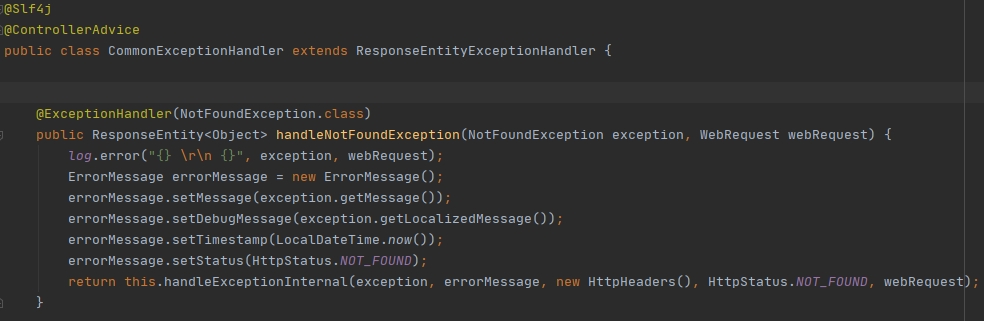 @Slf4j
@ControllerAdvice
public class CommonExceptionHandler extends ResponseEntityExceptionHandler {
@ExceptionHandler(NotFoundException.class)
public ResponseEntity<Object> handleNotFoundException(NotFoundException exception, WebRequest webRequest) {
log.error("{} \r\n {}", exception, webRequest);
ErrorMessage errorMessage = new ErrorMessage();
errorMessage.setMessage(exception.getMessage());
errorMessage.setDebugMessage(exception.getLocalizedMessage());
errorMessage.setTimestamp(LocalDateTime.now());
errorMessage.setStatus(HttpStatus.NOT_FOUND);
return this.handleExceptionInternal(exception, errorMessage, new HttpHeaders(), HttpStatus.NOT_FOUND, webRequest);
}